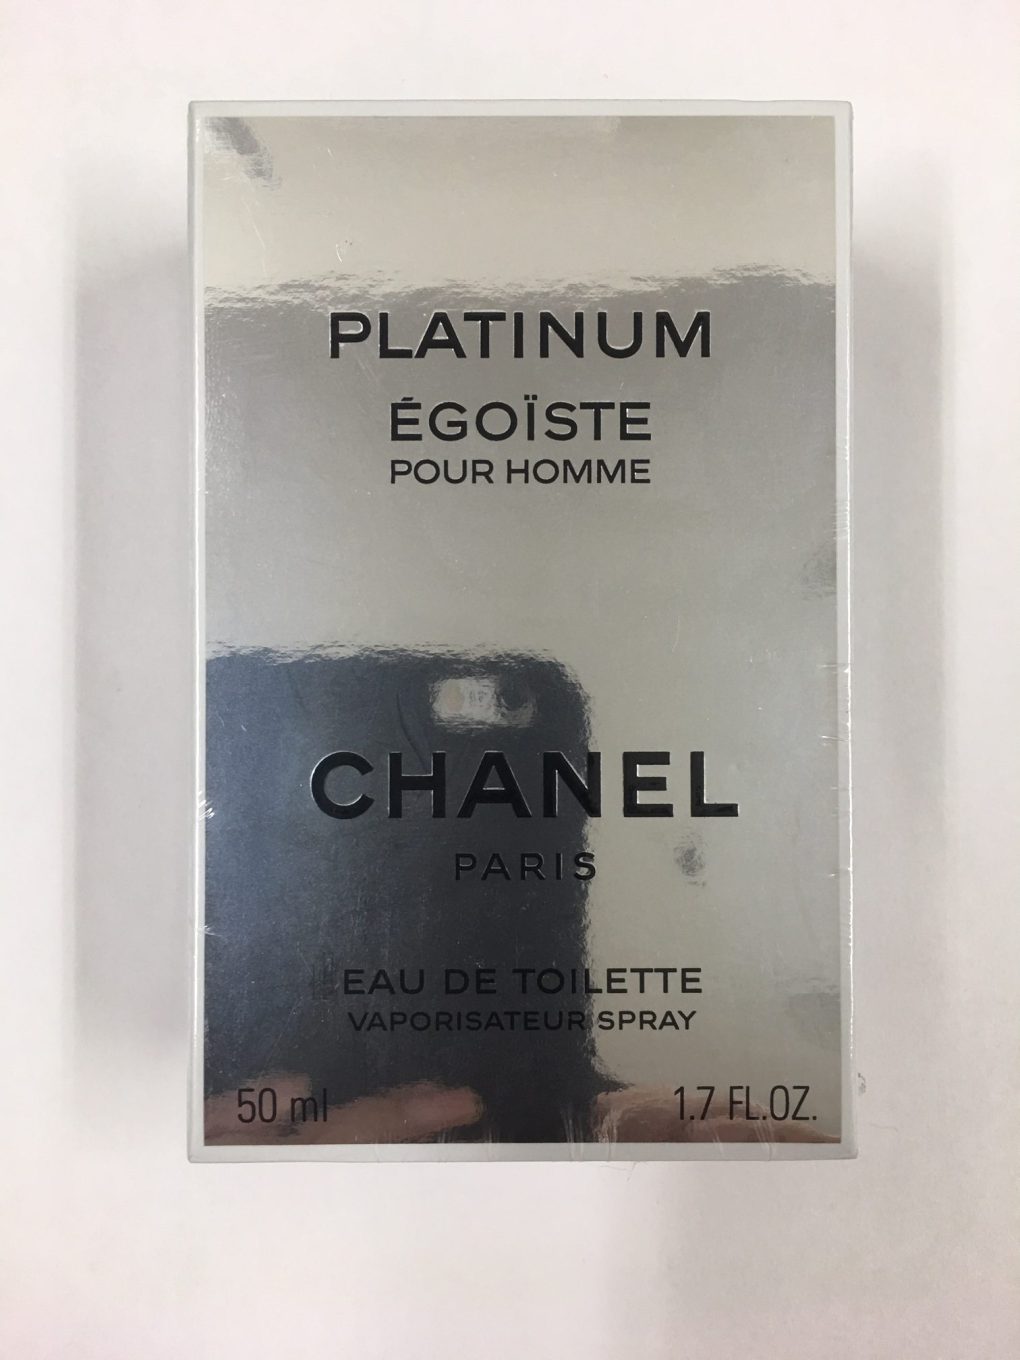 PLATINUM
ÉGOÏSTE
POUR HOMME
CHANEL
PARIS
EAU DE TOILETTE
VAPORISATEUR SPRAY
50 ml 1.7 FL.OZ.